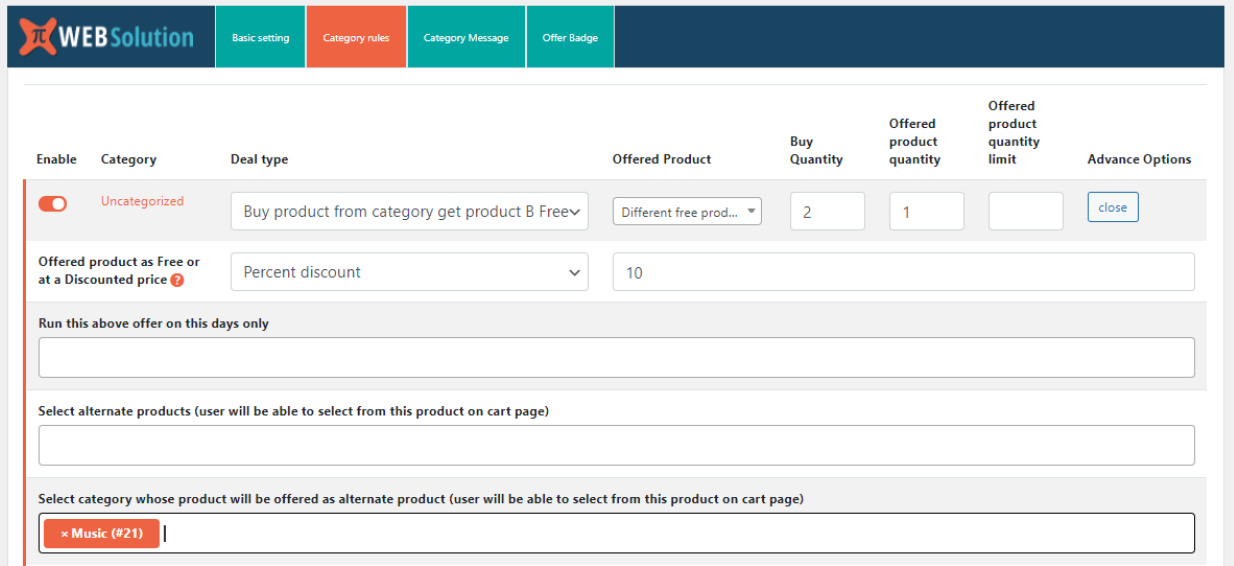 π WEBSolution
Basic setting
Category rules
Category Message
Offer Badge
Enable
Category
Deal type
Offered Product
Buy
Quantity
Offered
product
quantity
Offered
product
quantity
limit
Advance Options
Uncategorized
Buy product from category get product B Free
Different free prod...
2
1
close
Offered product as Free or
at a Discounted price ?
Percent discount
10
Run this above offer on this days only
Select alternate products (user will be able to select from this product on cart page)
Select category whose product will be offered as alternate product (user will be able to select from this product on cart page)
× Music (#21)